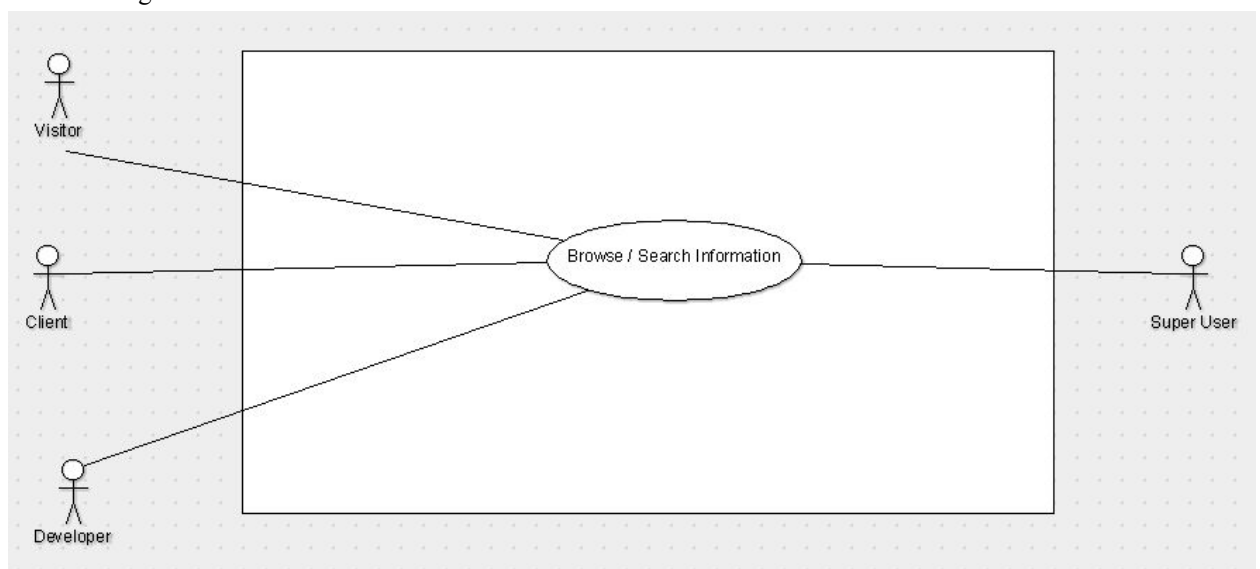 Visitor
Browse / Search Information
Client
Super User
Developer